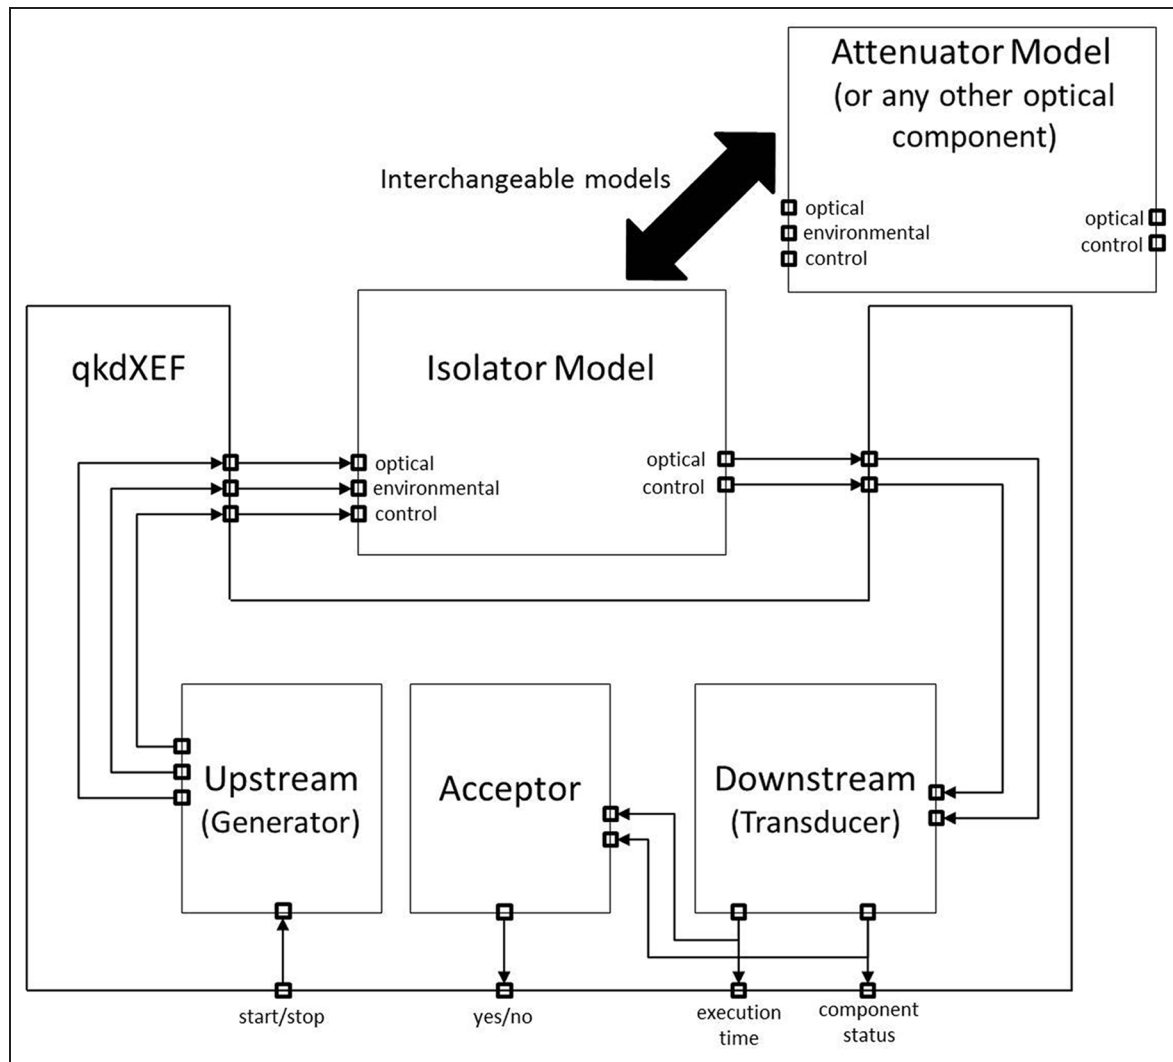 Attenuator Model
(or any other optical
component)
Interchangeable models
optical
environmental
control
optical
control
qkdXEF
Isolator Model
optical
environmental
control
optical
control
Upstream
(Generator)
Acceptor
Downstream
(Transducer)
start/stop
yes/no
execution
time
component
status